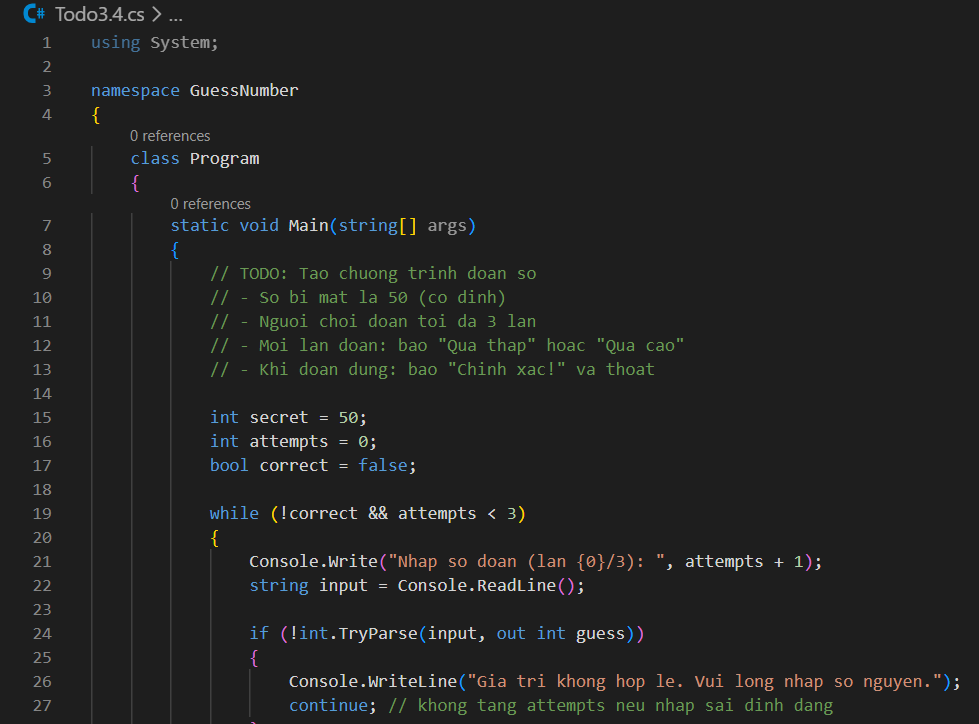 C# Todo3.4.cs > ...
1 using System;
2
3 namespace GuessNumber
4 {
0 references
5 class Program
6 {
0 references
7 static void Main(string[] args)
8 {
9 // TODO: Tao chuong trinh doan so
10 // - So bi mat la 50 (co dinh)
11 // - Nguoi choi doan toi da 3 lan
12 // - Moi lan doan: bao "Qua thap" hoac "Qua cao"
13 // - Khi doan dung: bao "Chinh xac!" va thoat
14
15 int secret = 50;
16 int attempts = 0;
17 bool correct = false;
18
19 while (!correct && attempts < 3)
20 {
21 Console.Write("Nhap so doan (lan {0}/3): ", attempts + 1);
22 string input = Console.ReadLine();
23
24 if (!int.TryParse(input, out int guess))
25 {
26 Console.WriteLine("Gia tri khong hop le. Vui long nhap so nguyen.");
27 continue; // khong tang attempts neu nhap sai dinh dang